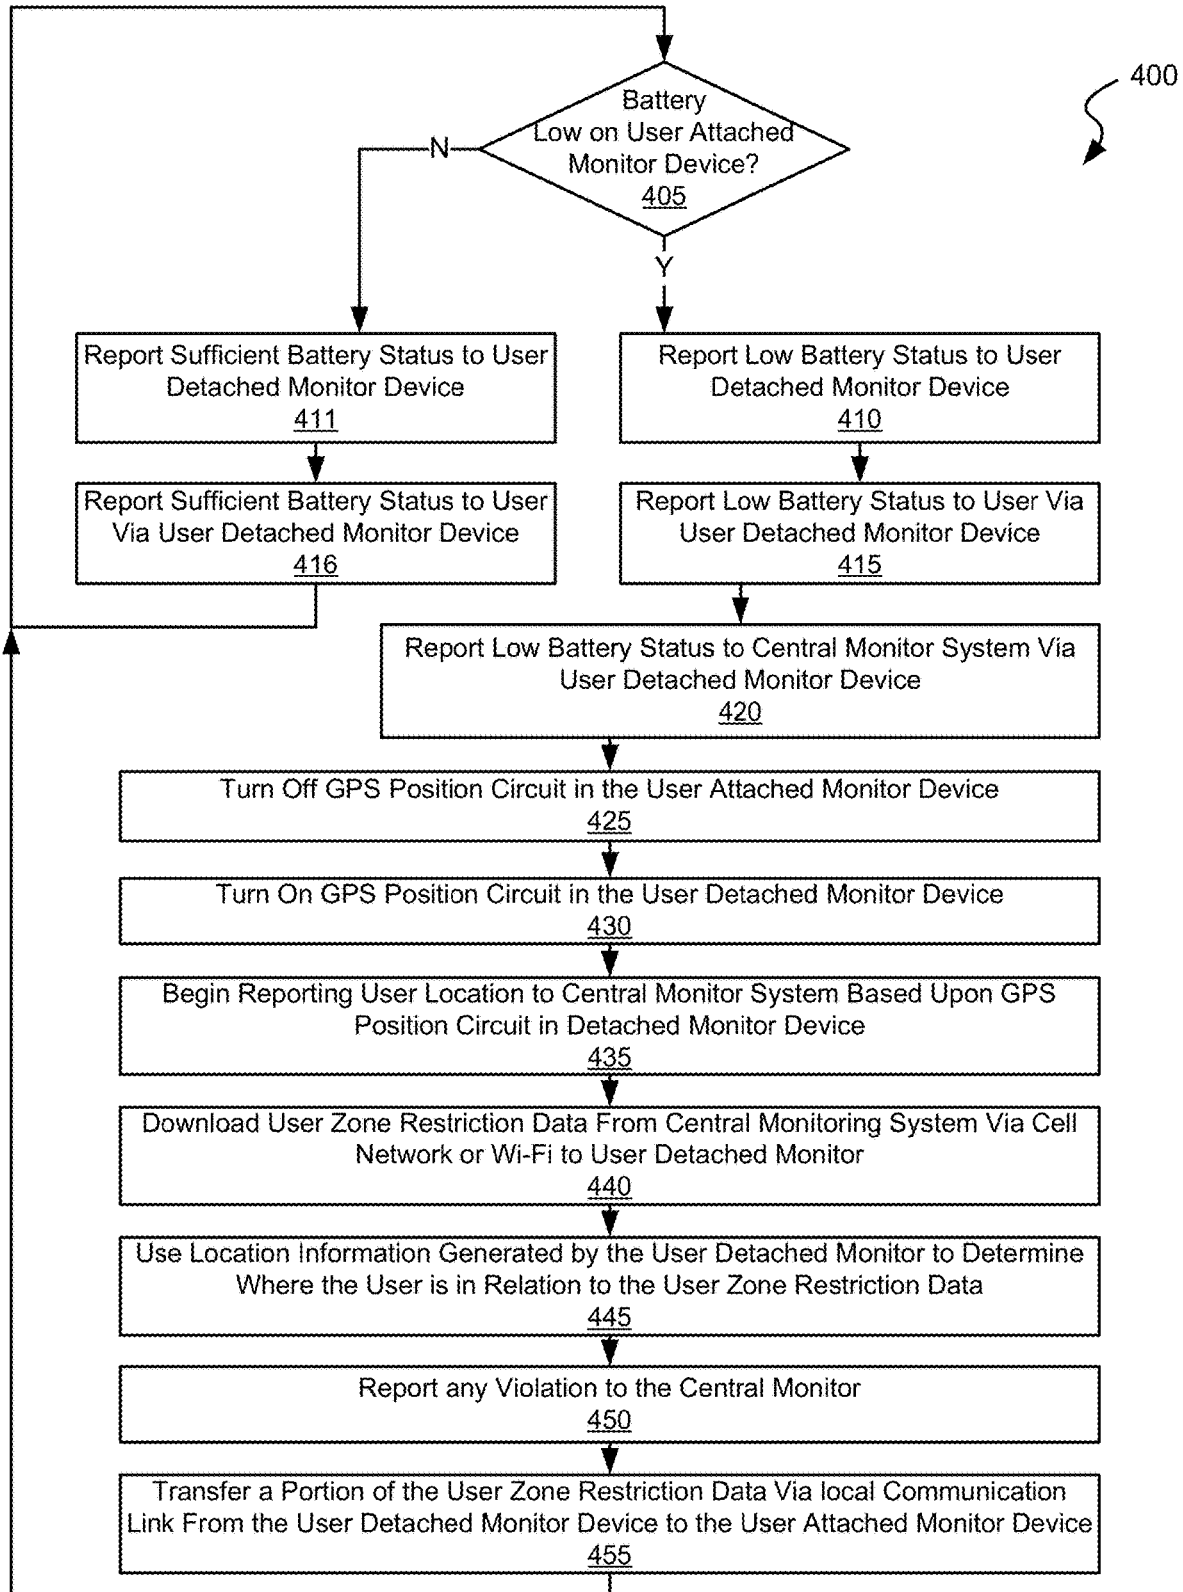 400
Battery
Low on User Attached
Monitor Device?
405
N
Y
Report Sufficient Battery Status to User
Detached Monitor Device
411
Report Low Battery Status to User
Detached Monitor Device
410
Report Sufficient Battery Status to User
Via User Detached Monitor Device
416
Report Low Battery Status to User Via
User Detached Monitor Device
415
Report Low Battery Status to Central Monitor System Via
User Detached Monitor Device
420
Turn Off GPS Position Circuit in the User Attached Monitor Device
425
Turn On GPS Position Circuit in the User Detached Monitor Device
430
Begin Reporting User Location to Central Monitor System Based Upon GPS
Position Circuit in Detached Monitor Device
435
Download User Zone Restriction Data From Central Monitoring System Via Cell
Network or Wi-Fi to User Detached Monitor
440
Use Location Information Generated by the User Detached Monitor to Determine
Where the User is in Relation to the User Zone Restriction Data
445
Report any Violation to the Central Monitor
450
Transfer a Portion of the User Zone Restriction Data Via local Communication
Link From the User Detached Monitor Device to the User Attached Monitor Device
455